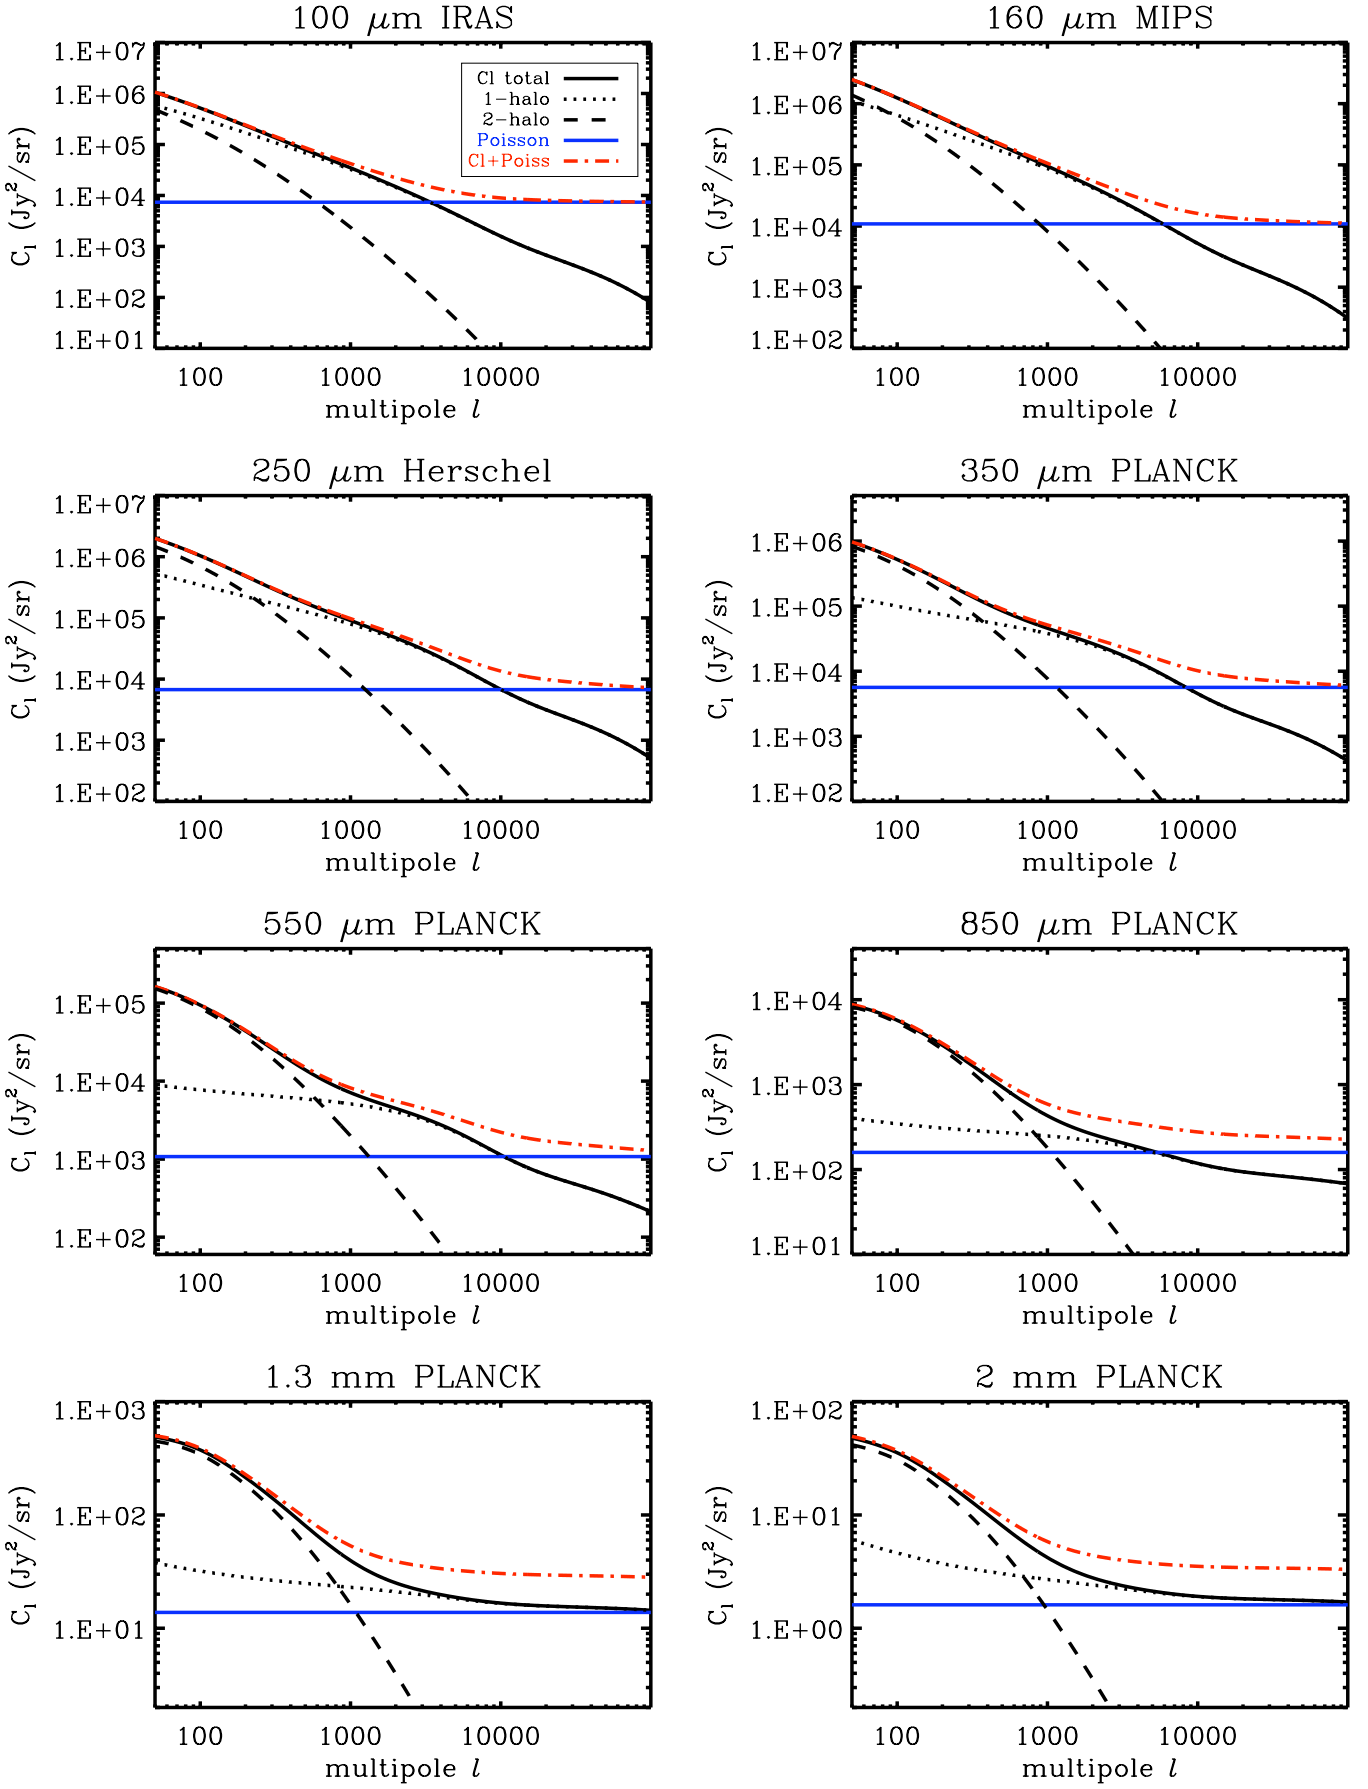 100 μm IRAS
1.E+07
1.E+06
1.E+05
1.E+04
1.E+03
1.E+02
1.E+01
C_l (Jy²/sr)
Cl total
1-halo
2-halo
Poisson
Cl+Poiss
100 1000 10000
multipole l
160 μm MIPS
1.E+07
1.E+06
1.E+05
1.E+04
1.E+03
1.E+02
C_l (Jy²/sr)
100 1000 10000
multipole l
250 μm Herschel
1.E+07
1.E+06
1.E+05
1.E+04
1.E+03
1.E+02
C_l (Jy²/sr)
100 1000 10000
multipole l
350 μm PLANCK
1.E+06
1.E+05
1.E+04
1.E+03
1.E+02
C_l (Jy²/sr)
100 1000 10000
multipole l
550 μm PLANCK
1.E+05
1.E+04
1.E+03
1.E+02
C_l (Jy²/sr)
100 1000 10000
multipole l
850 μm PLANCK
1.E+04
1.E+03
1.E+02
1.E+01
C_l (Jy²/sr)
100 1000 10000
multipole l
1.3 mm PLANCK
1.E+03
1.E+02
1.E+01
C_l (Jy²/sr)
100 1000 10000
multipole l
2 mm PLANCK
1.E+02
1.E+01
1.E+00
C_l (Jy²/sr)
100 1000 10000
multipole l